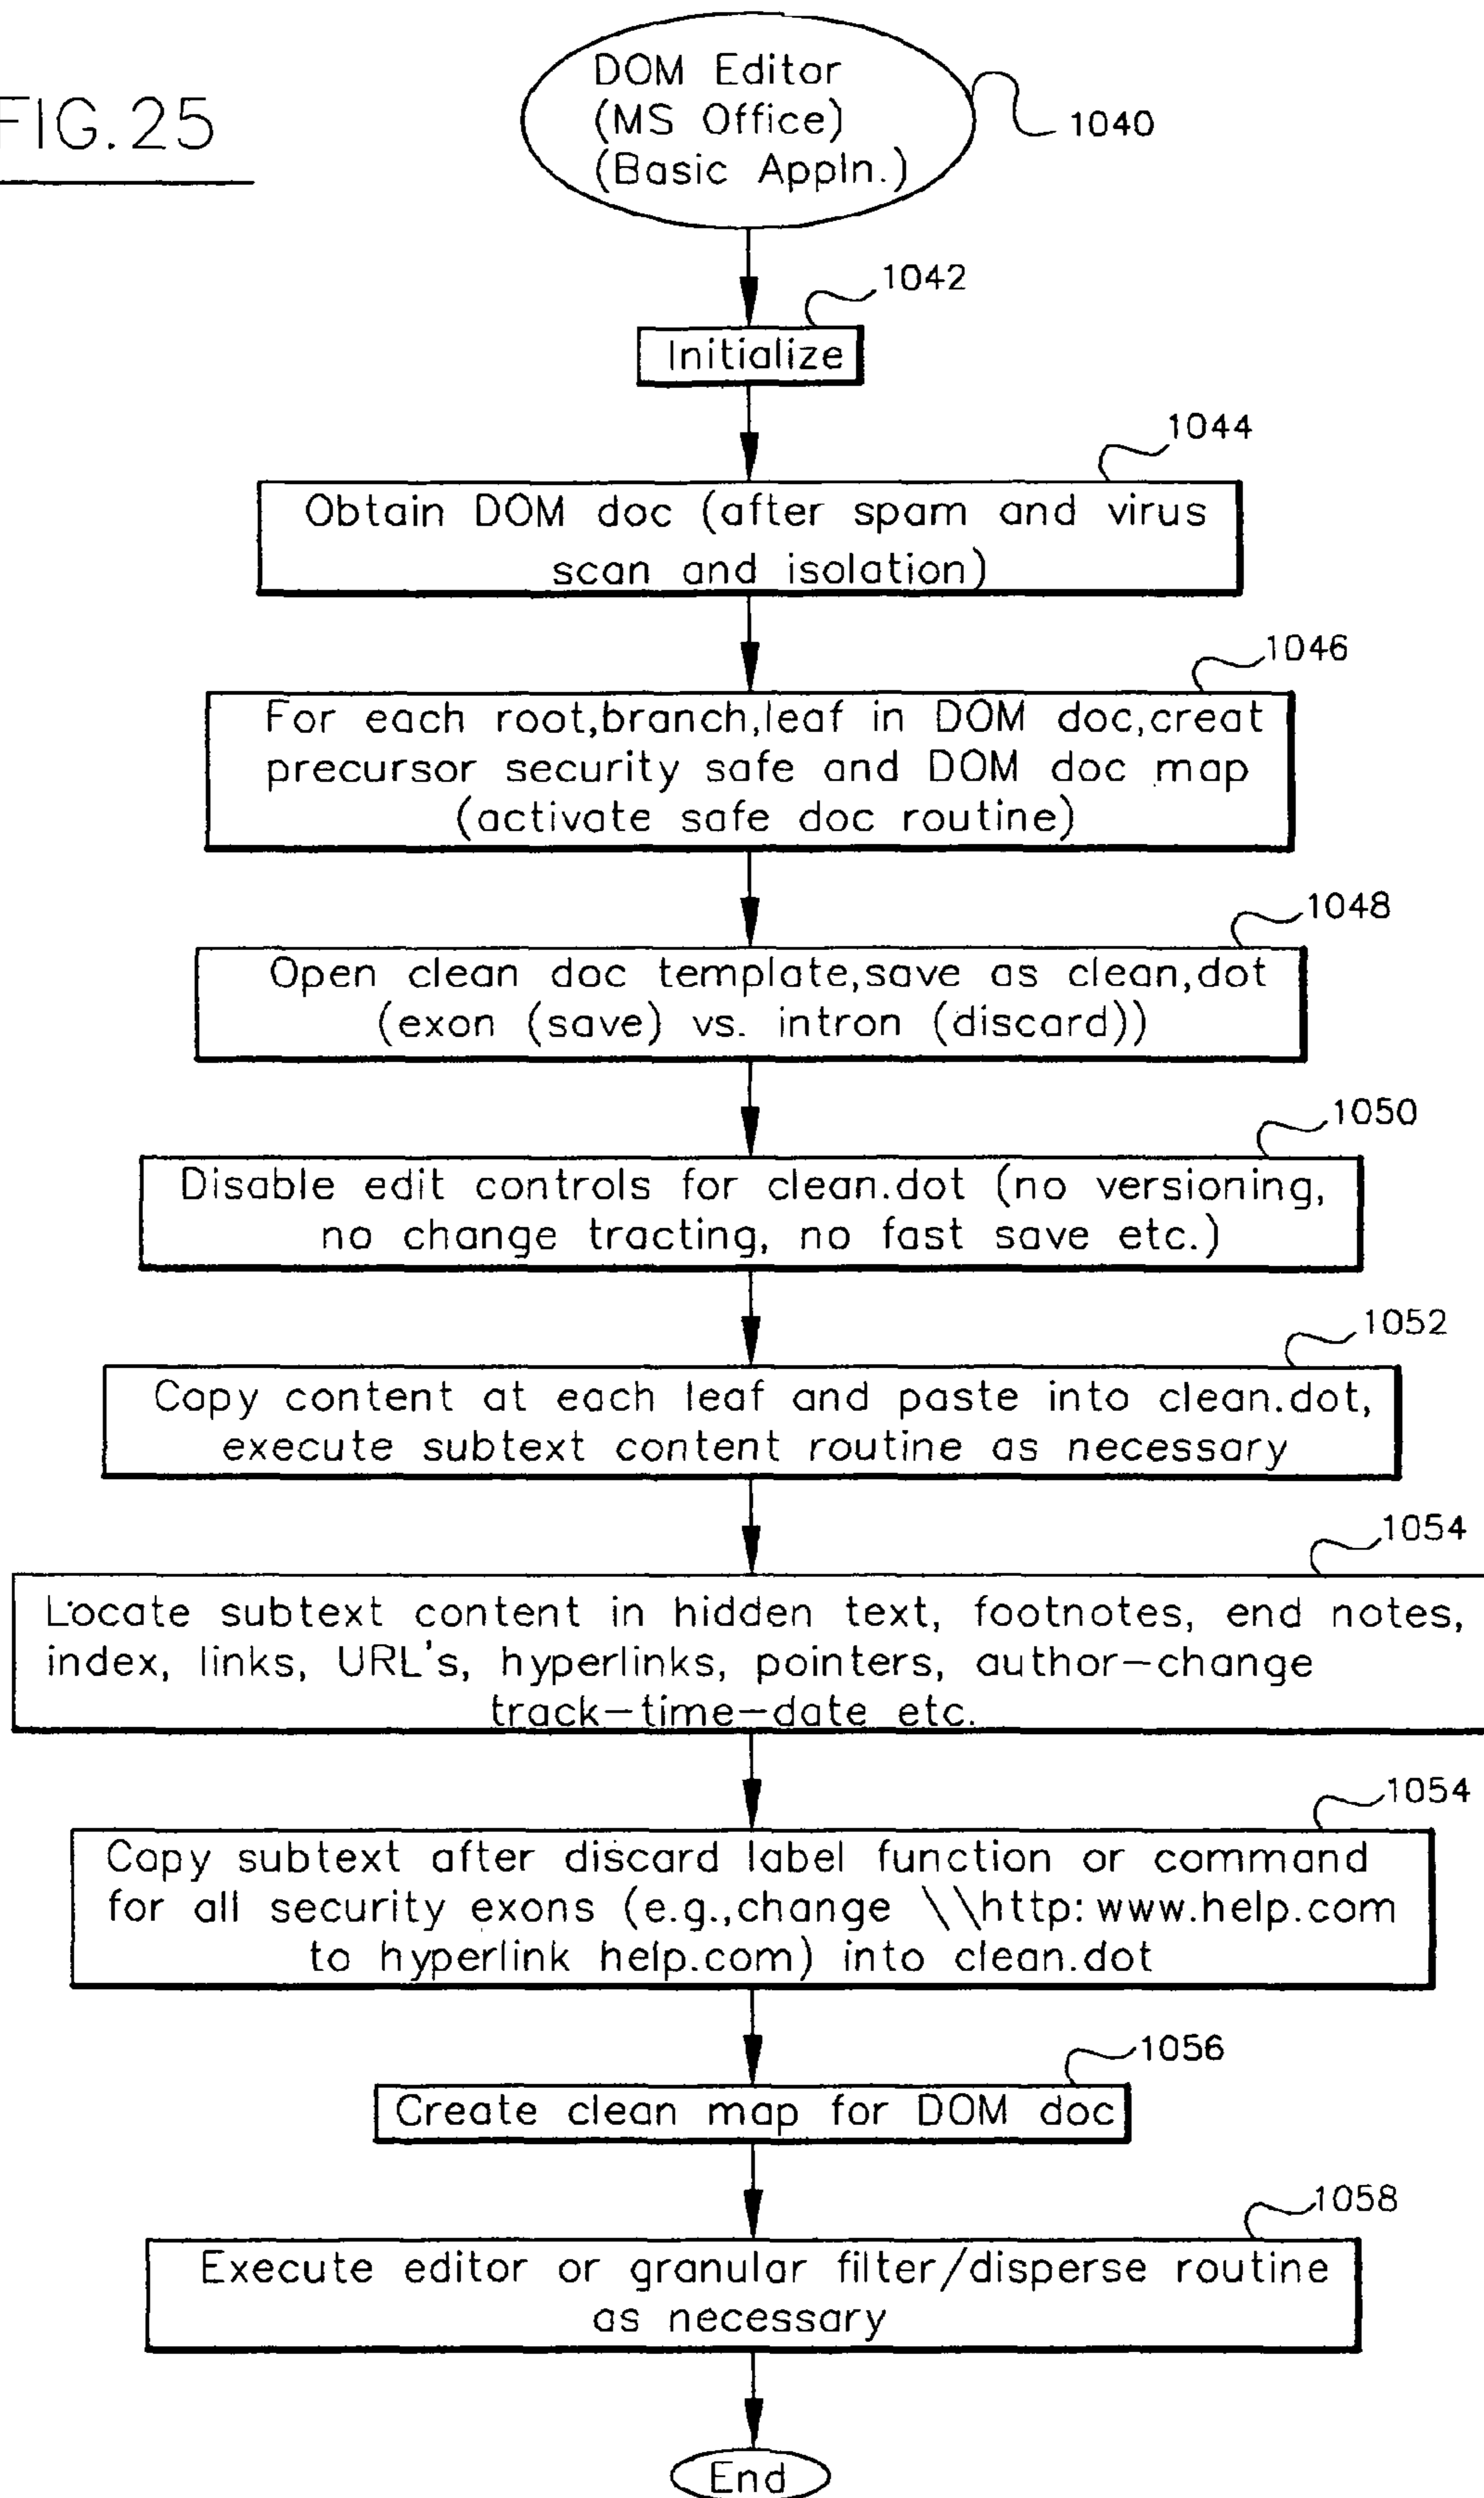 FIG.25
DOM Editor
(MS Office)
(Basic Appln.)
1040
1042
Initialize
1044
Obtain DOM doc (after spam and virus
scan and isolation)
1046
For each root,branch,leaf in DOM doc,creat
precursor security safe and DOM doc map
(activate safe doc routine)
1048
Open clean doc template,save as clean,dot
(exon (save) vs. intron (discard))
1050
Disable edit controls for clean.dot (no versioning,
no change tracting, no fast save etc.)
1052
Copy content at each leaf and paste into clean.dot,
execute subtext content routine as necessary
1054
Locate subtext content in hidden text, footnotes, end notes,
index, links, URL's, hyperlinks, pointers, author-change
track-time-date etc.
1054
Copy subtext after discard label function or command
for all security exons (e.g.,change \\http: www.help.com
to hyperlink help.com) into clean.dot
1056
Create clean map for DOM doc
1058
Execute editor or granular filter/disperse routine
as necessary
End